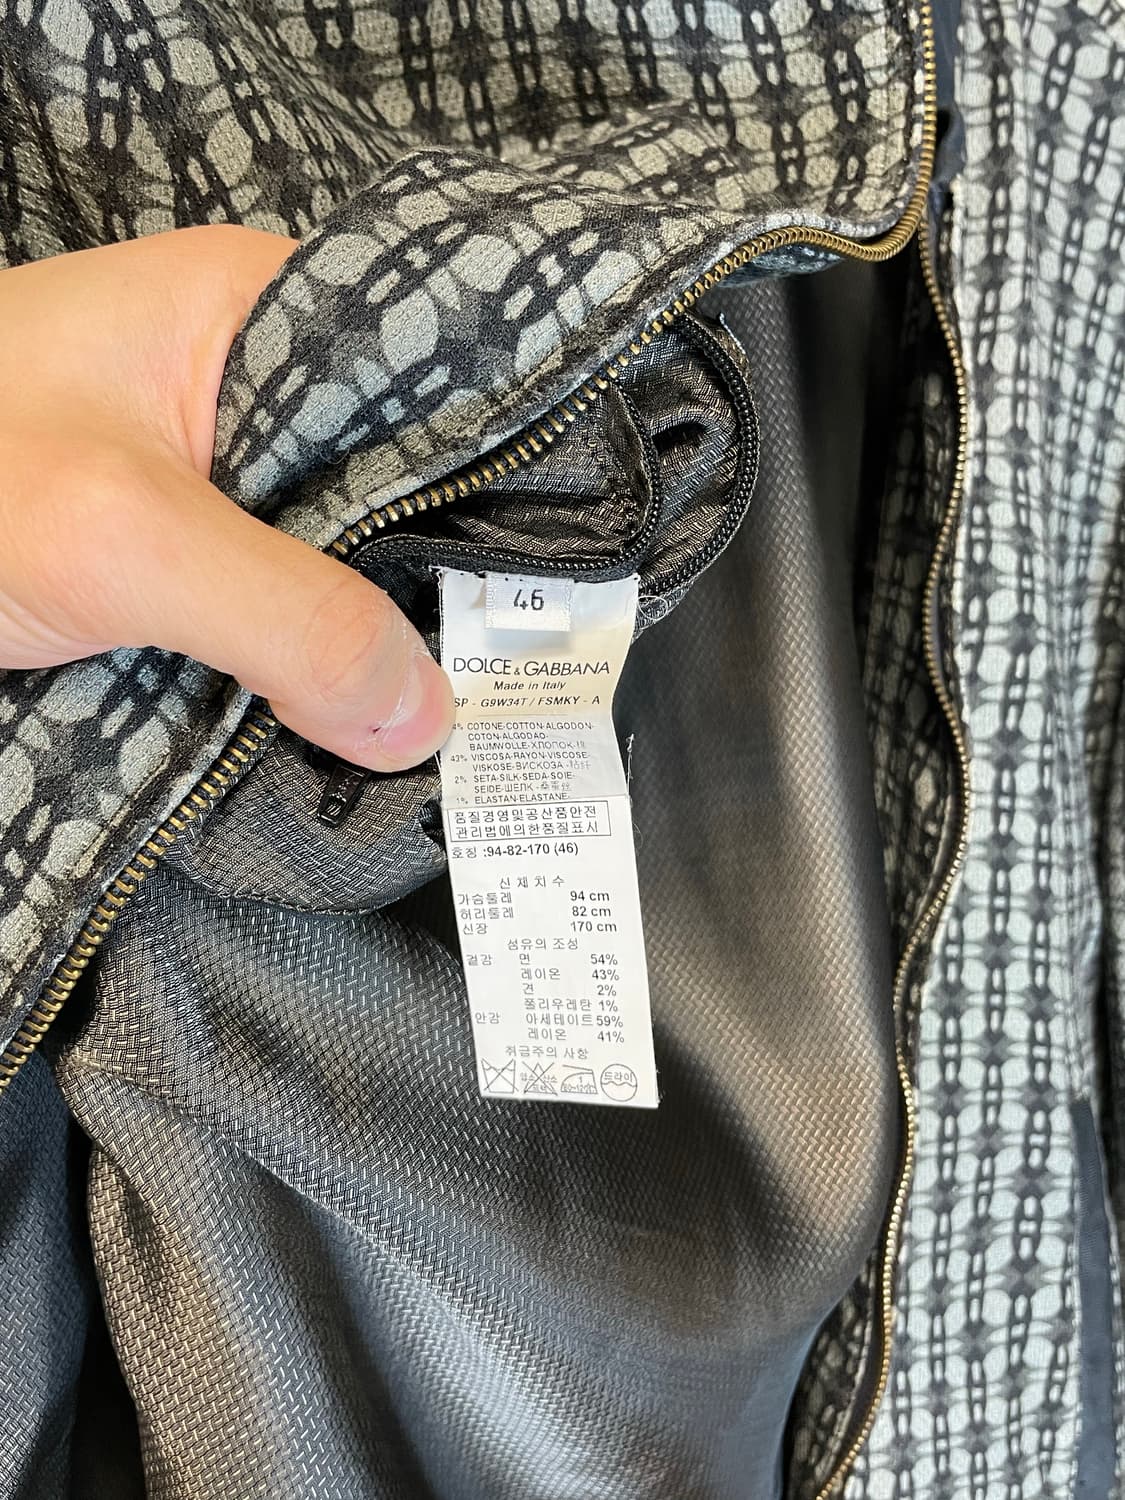 46
DOLCE & GABBANA
Made in Italy
SP - G9W34T / FSMKY - A
4% COTONE-COTTON-ALGODON-
COTON-ALGODAO-
BAUMWOLLE-ХЛОПОК-棉
43% VISCOSA-RAYON-VISCOSE-
VISKOSE-ВИСКОЗА
2% SETA-SILK-SEDA-SOIE-
SEIDE-ШЕЛК-桑蚕丝
1% ELASTAN-ELASTANE-
품질경영및공산품안전
관리법에의한품질표시
호칭 :94-82-170 (46)
신체치수
가슴둘레 94 cm
허리둘레 82 cm
신장 170 cm
섬유의 조성
겉감 면 54%
레이온 43%
견 2%
폴리우레탄 1%
안감 아세테이트 59%
레이온 41%
취급주의 사항
드라이